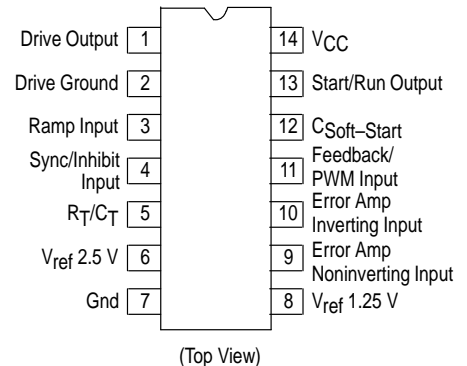 Drive Output 1
Drive Ground 2
Ramp Input 3
Sync/Inhibit
Input 4
RT/CT 5
Vref 2.5 V 6
Gnd 7
14 VCC
13 Start/Run Output
12 CSoft–Start
11 Feedback/
PWM Input
10 Error Amp
Inverting Input
9 Error Amp
Noninverting Input
8 Vref 1.25 V
(Top View)